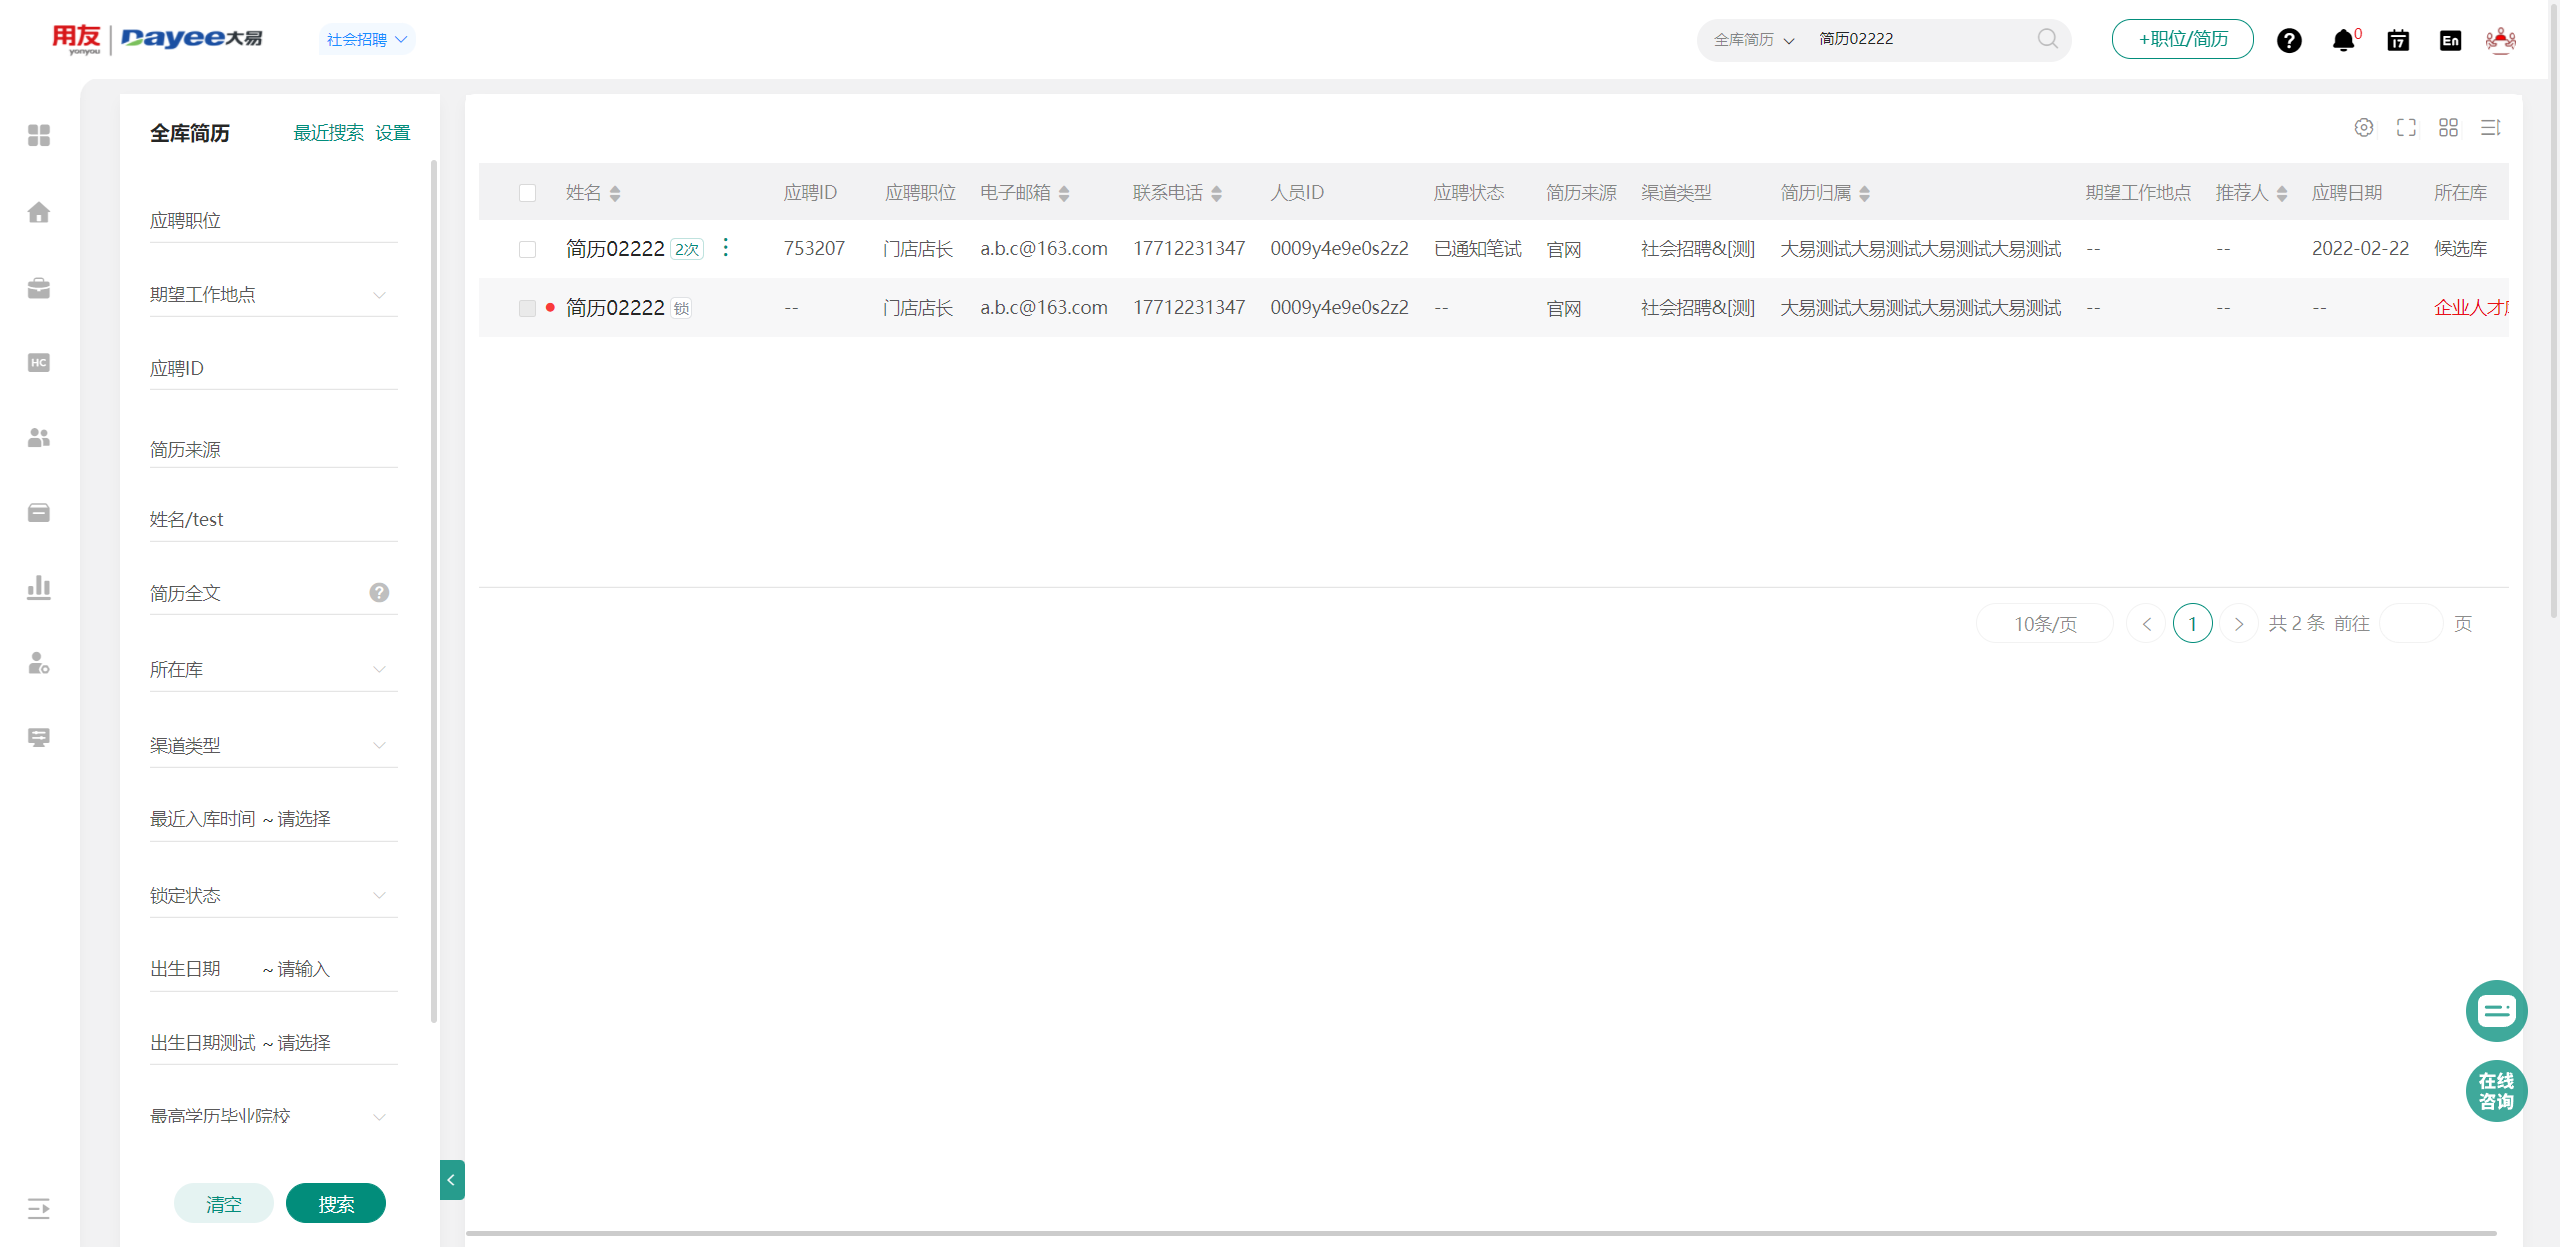 用友 yonyou Dayee大易
社会招聘
全库简历
简历02222
+职位/简历
0
17
En
全库简历
最近搜索 设置
应聘职位
期望工作地点
应聘ID
简历来源
姓名/test
简历全文
所在库
渠道类型
最近入库时间 ~ 请选择
锁定状态
出生日期 ~ 请输入
出生日期测试 ~ 请选择
最高学历毕业院校
清空
搜索
HC
姓名 应聘ID 应聘职位 电子邮箱 联系电话 人员ID 应聘状态 简历来源 渠道类型 简历归属 期望工作地点 推荐人 应聘日期 所在库
简历02222 2次 753207 门店店长 a.b.c@163.com 17712231347 0009y4e9e0s2z2 已通知笔试 官网 社会招聘&[测] 大易测试大易测试大易测试大易测试 -- -- 2022-02-22 候选库
简历02222 锁 -- 门店店长 a.b.c@163.com 17712231347 0009y4e9e0s2z2 -- 官网 社会招聘&[测] 大易测试大易测试大易测试大易测试 -- -- -- 企业人才
10条/页 1 共 2 条 前往 页
在线
咨询